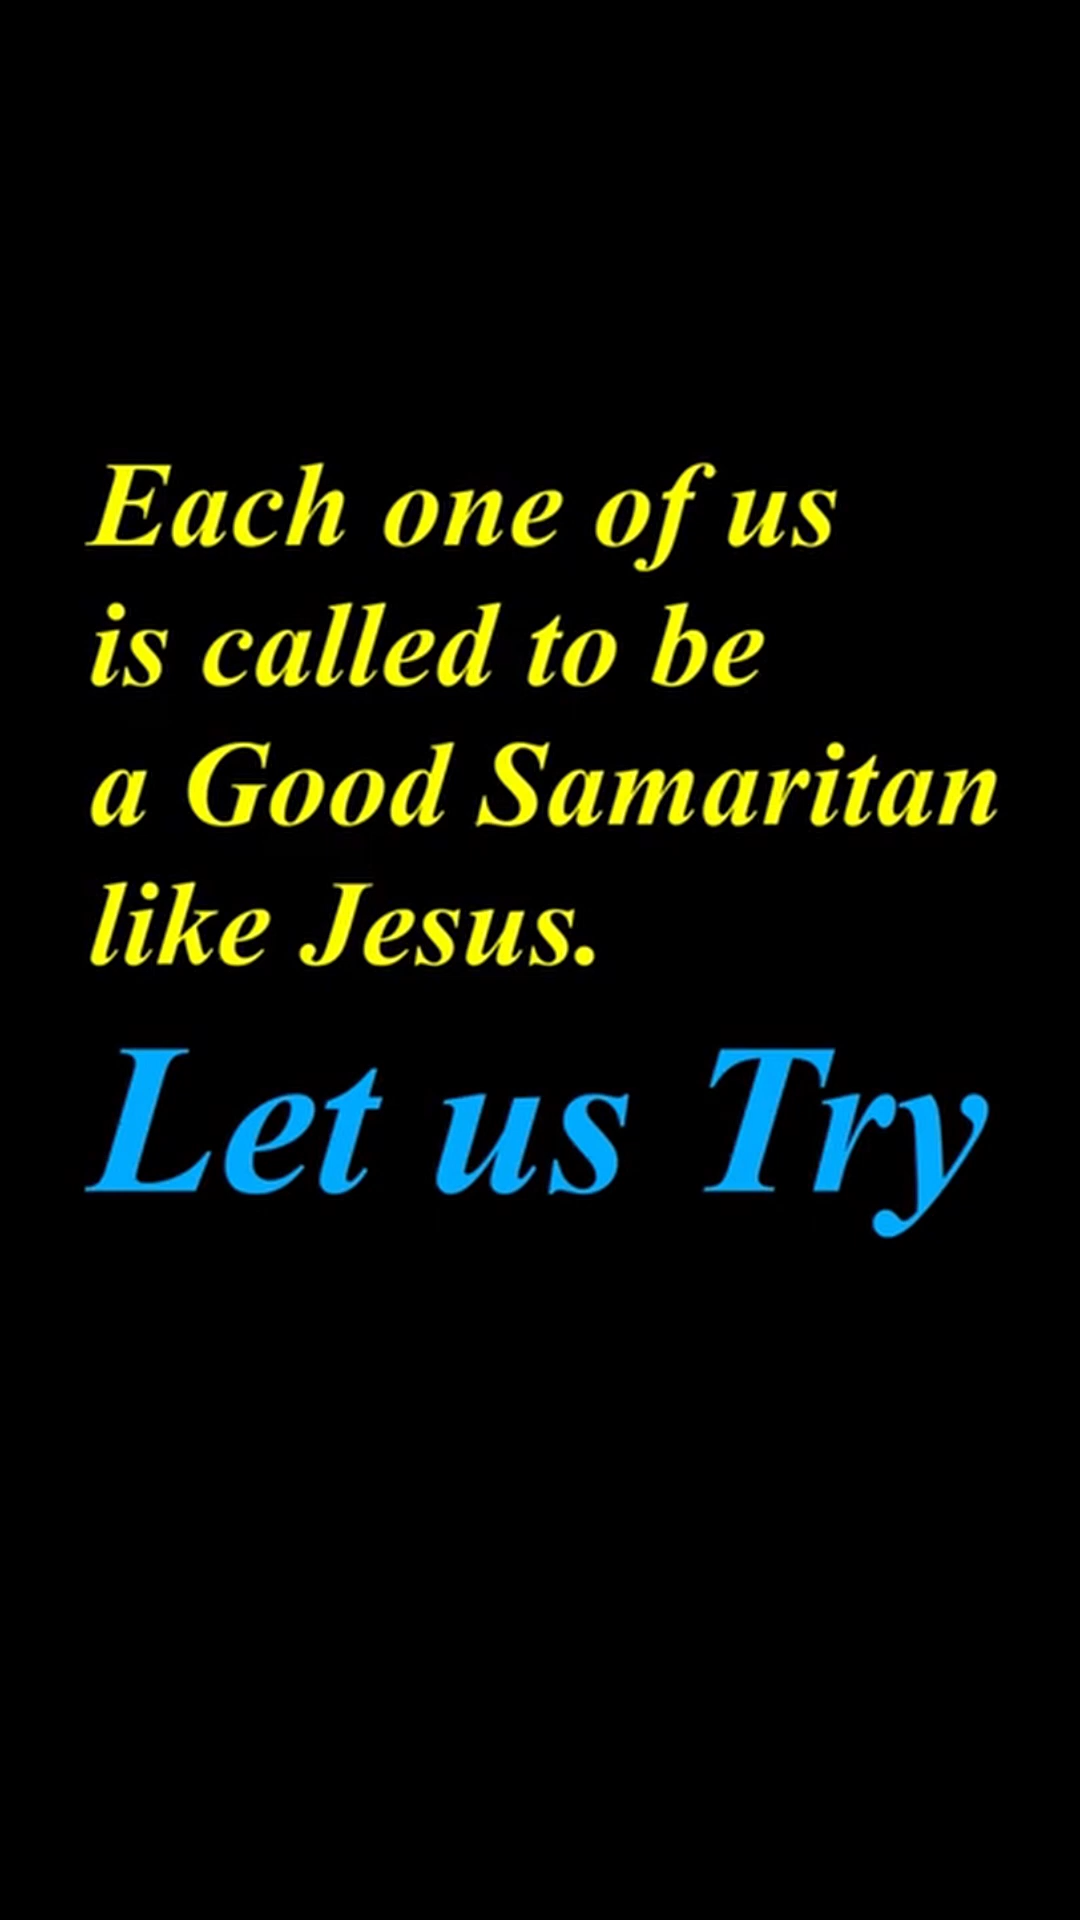 Each one of us
is called to be
a Good Samaritan
like Jesus.
Let us Try